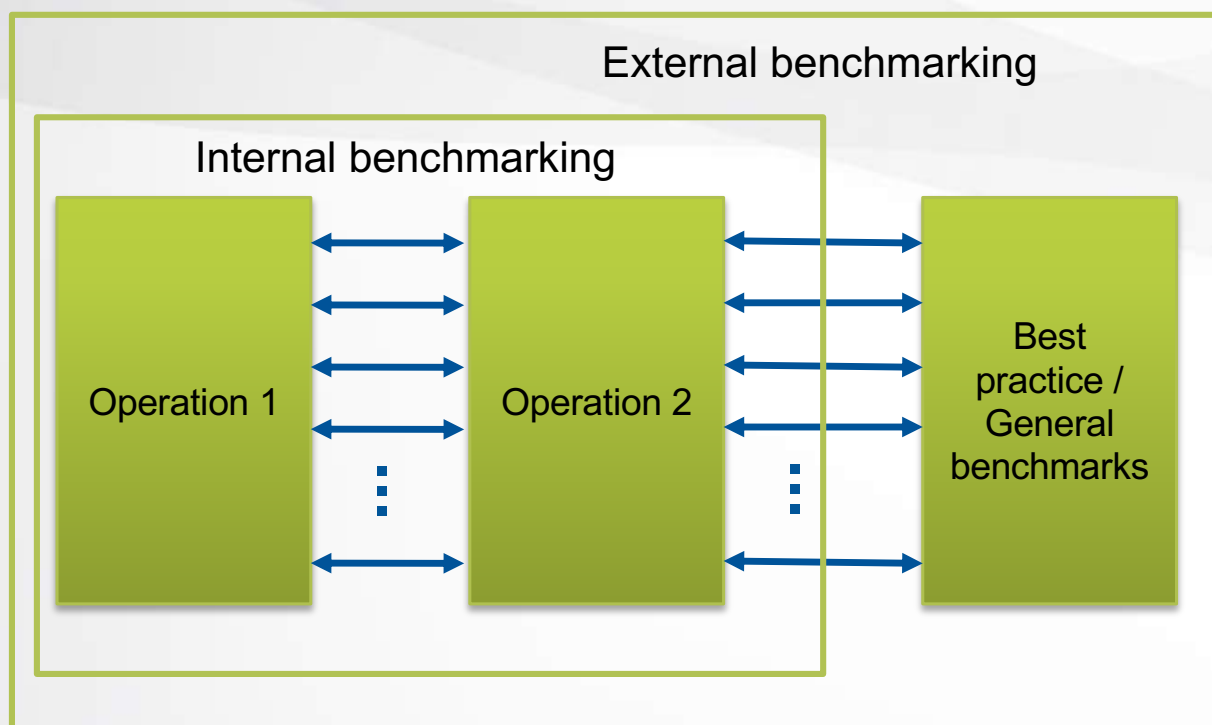 External benchmarking
Internal benchmarking
Operation 1
Operation 2
Best
practice /
General
benchmarks